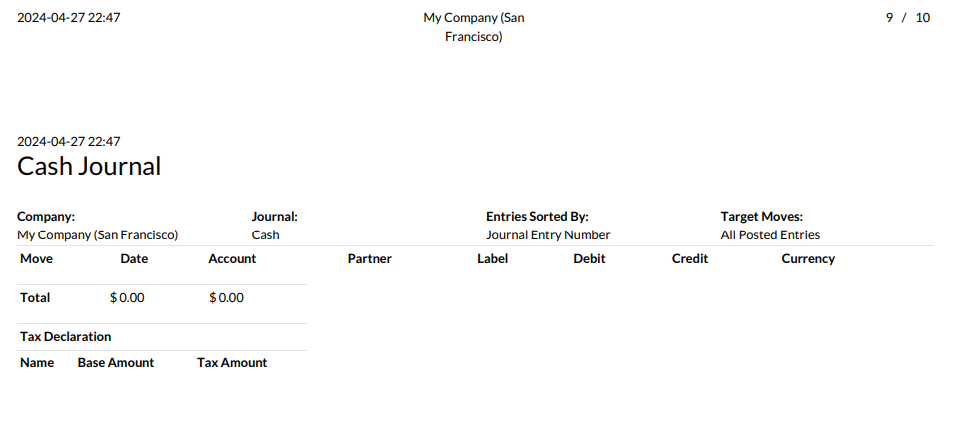 2024-04-27 22:47 My Company (San Francisco) 9 / 10
2024-04-27 22:47
Cash Journal
Company: Journal: Entries Sorted By: Target Moves:
My Company (San Francisco) Cash Journal Entry Number All Posted Entries
Move Date Account Partner Label Debit Credit Currency
Total $ 0.00 $ 0.00
Tax Declaration
Name Base Amount Tax Amount